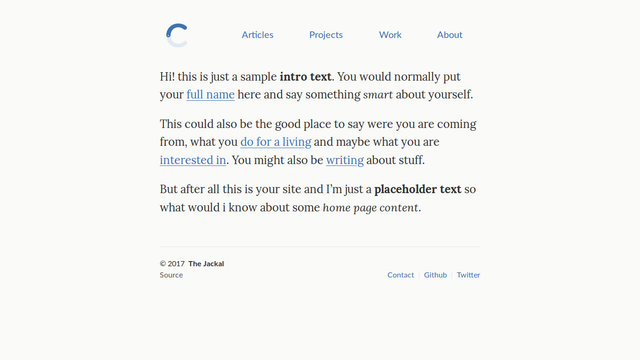 Articles Projects Work About
Hi! this is just a sample intro text. You would normally put
your full name here and say something smart about yourself.
This could also be the good place to say were you are coming
from, what you do for a living and maybe what you are
interested in. You might also be writing about stuff.
But after all this is your site and I'm just a placeholder text so
what would i know about some home page content.
© 2017 The Jackal
Source Contact Github Twitter